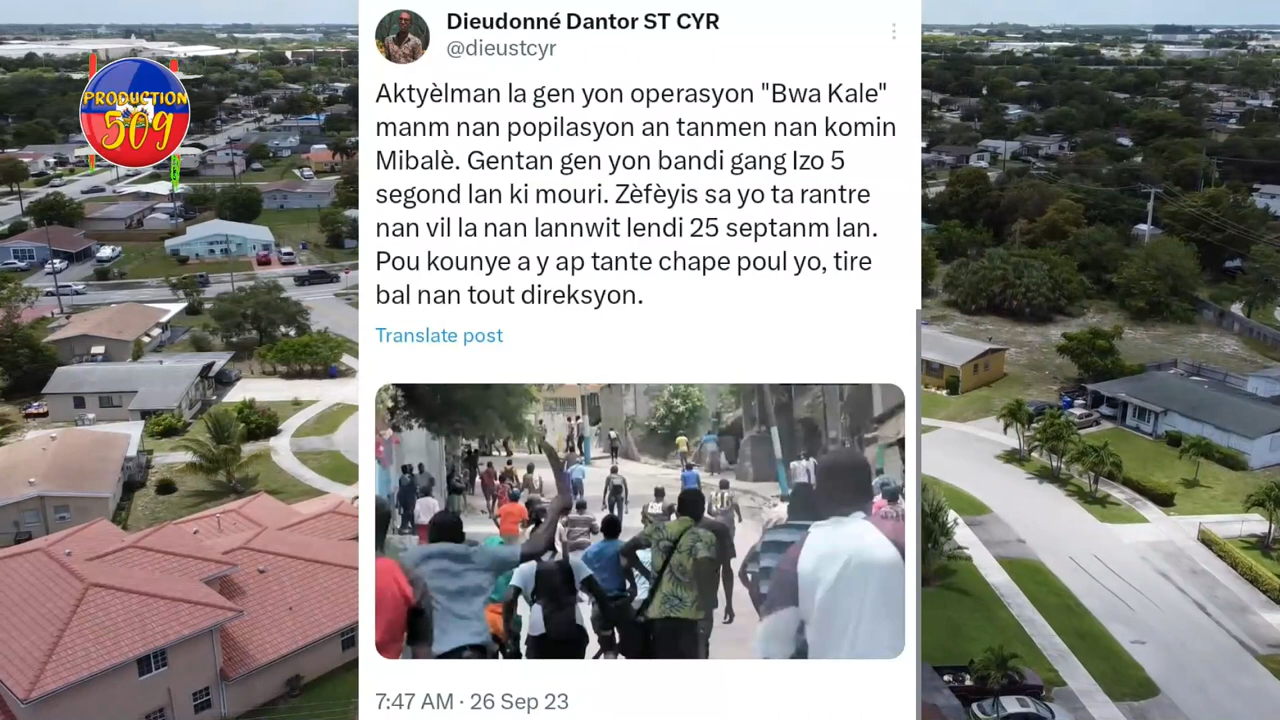 PRODUCTION
509
Dieudonné Dantor ST CYR
@dieustcyr
Aktyèlman la gen yon operasyon "Bwa Kale"
manm nan popilasyon an tanmen nan komin
Mibalè. Gentan gen yon bandi gang Izo 5
segond lan ki mouri. Zèfèyis sa yo ta rantre
nan vil la nan lannwit lendi 25 septanm lan.
Pou kounye a y ap tante chape poul yo, tire
bal nan tout direksyon.
Translate post
7:47 AM · 26 Sep 23